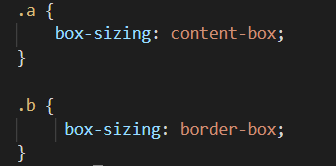 .a {
    box-sizing: content-box;
}

.b {
     box-sizing: border-box;
}